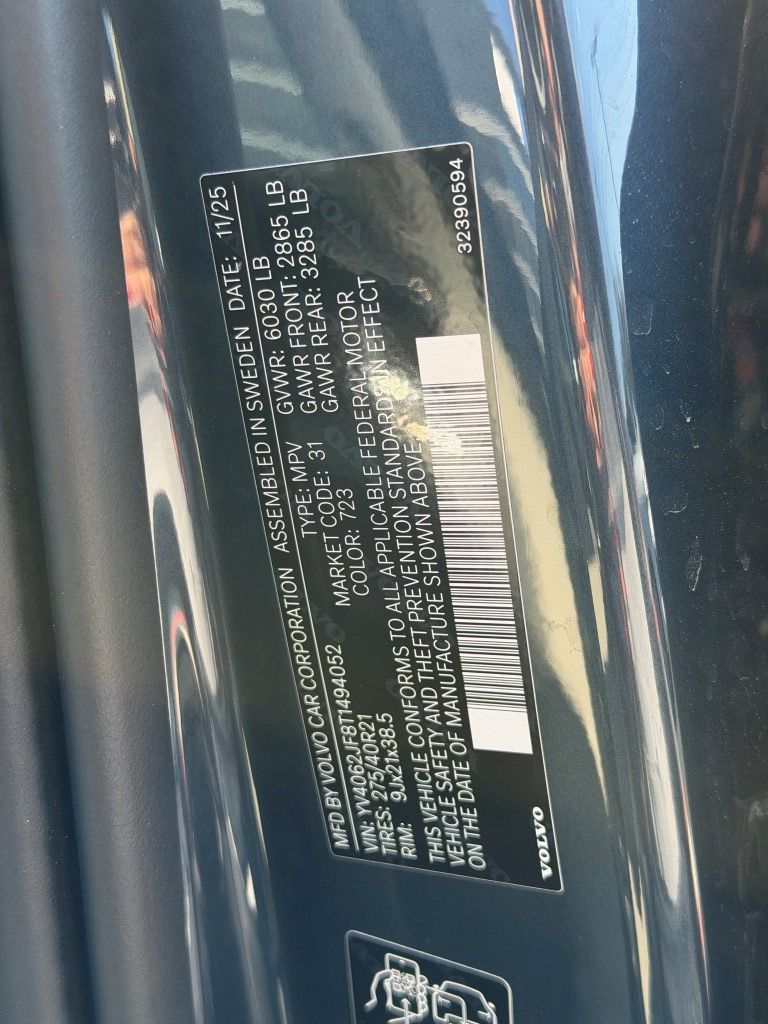 MFD BY VOLVO CAR CORPORATION ASSEMBLED IN SWEDEN DATE: 11/25
VIN: YV4062JF8T1494052 TYPE: MPV GVWR: 6030 LB
TIRES: 275/40R21 MARKET CODE: 31 GAWR FRONT: 2865 LB
RIM: 9Jx21x38.5 COLOR: 723 GAWR REAR: 3285 LB
THIS VEHICLE CONFORMS TO ALL APPLICABLE FEDERAL MOTOR
VEHICLE SAFETY AND THEFT PREVENTION STANDARDS IN EFFECT
ON THE DATE OF MANUFACTURE SHOWN ABOVE
VOLVO 32390594